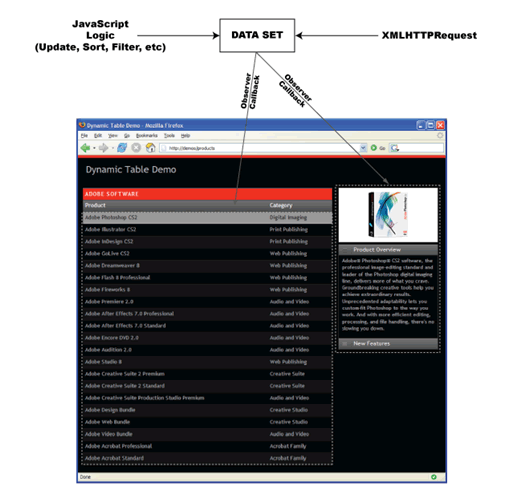 JavaScript
Logic
(Update, Sort, Filter, etc)
DATA SET
XMLHTTPRequest
Observer
Callback
Observer
Callback
Dynamic Table Demo - Mozilla Firefox
File Edit View Go Bookmarks Tools Help
http://demos/products
Go
Dynamic Table Demo
ADOBE SOFTWARE
Product Category
Adobe Photoshop CS2 Digital Imaging
Adobe Illustrator CS2 Print Publishing
Adobe InDesign CS2 Print Publishing
Adobe GoLive CS2 Web Publishing
Adobe Dreamweaver 8 Web Publishing
Adobe Flash 8 Professional Web Publishing
Adobe Fireworks 8 Web Publishing
Adobe Premiere 2.0 Audio and Video
Adobe After Effects 7.0 Professional Audio and Video
Adobe After Effects 7.0 Standard Audio and Video
Adobe Encore DVD 2.0 Audio and Video
Adobe Audition 2.0 Audio and Video
Adobe Studio 8 Web Publishing
Adobe Creative Suite 2 Premium Creative Suite
Adobe Creative Suite 2 Standard Creative Suite
Adobe Creative Suite Production Studio Premium Audio and Video
Adobe Design Bundle Creative Studio
Adobe Web Bundle Creative Studio
Adobe Video Bundle Audio and Video
Adobe Acrobat Professional Acrobat Family
Adobe Acrobat Standard Acrobat Family
Product Overview
Adobe® Photoshop® CS2 software, the
professional image-editing standard and
leader of the Photoshop digital imaging
line, delivers more of what you crave.
Groundbreaking creative tools help you
achieve extraordinary results.
Unprecedented adaptability lets you
custom-fit Photoshop to the way you
work. And with more efficient editing,
processing, and file handling, there's no
slowing you down.
New Features
Done